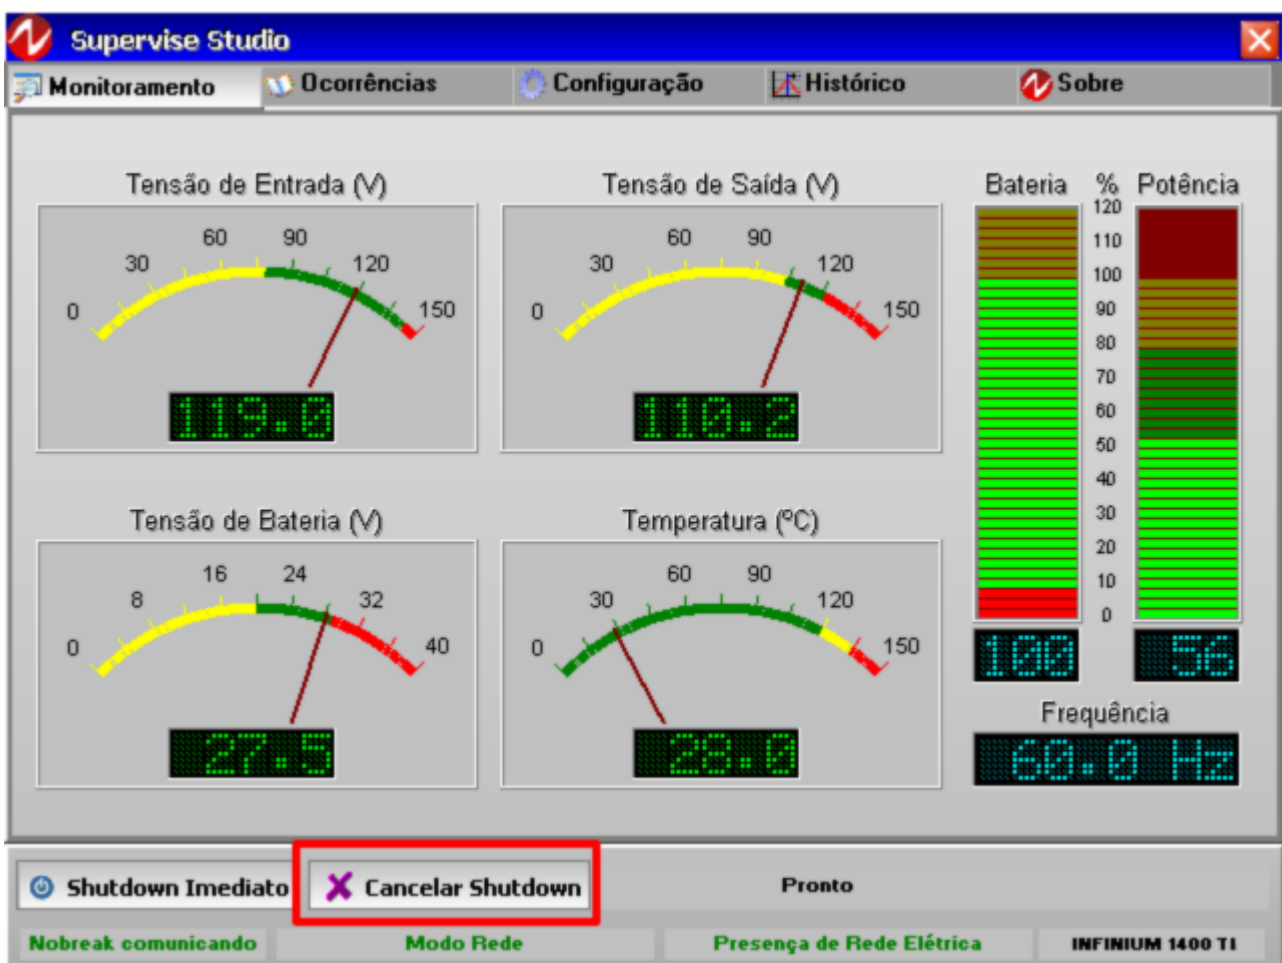 Supervise Studio
Monitoramento
Ocorrências
Configuração
Histórico
Sobre
Tensão de Entrada (V)
0 30 60 90 120 150
119.0
Tensão de Saída (V)
0 30 60 90 120 150
110.2
Bateria % Potência
120
110
100
90
80
70
60
50
40
30
20
10
0
100
56
Tensão de Bateria (V)
0 8 16 24 32 40
27.5
Temperatura (ºC)
0 30 60 90 120 150
28.0
Frequência
60.0 Hz
Shutdown Imediato
Cancelar Shutdown
Pronto
Nobreak comunicando
Modo Rede
Presença de Rede Elétrica
INFINIUM 1400 TI